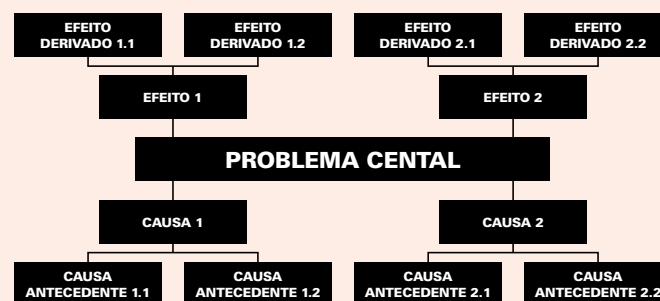 EFEITO
DERIVADO 1.1
EFEITO
DERIVADO 1.2
EFEITO
DERIVADO 2.1
EFEITO
DERIVADO 2.2
EFEITO 1
EFEITO 2
PROBLEMA CENTAL
CAUSA 1
CAUSA 2
CAUSA
ANTECEDENTE 1.1
CAUSA
ANTECEDENTE 1.2
CAUSA
ANTECEDENTE 2.1
CAUSA
ANTECEDENTE 2.2